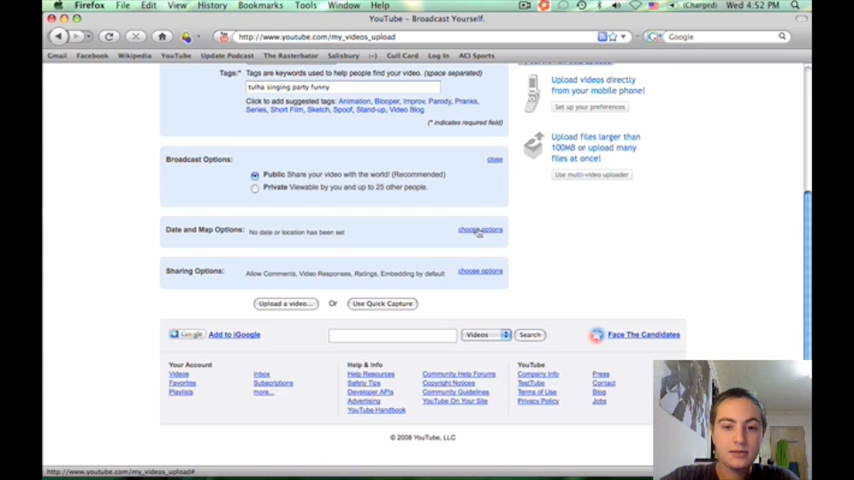 Firefox File Edit View History Bookmarks Tools Window Help
(Charged) Wed 4:52 PM
YouTube - Broadcast Yourself.
http://www.youtube.com/my_videos_upload
Google
Gmail Facebook Wikipedia YouTube Update Podcast The Rasterbator Salisbury :-) Gull Card Log In ACI Sports
Tags:* Tags are keywords used to help people find your video. (space separated)
tulha singing party funny
Click to add suggested tags: Animation, Blooper, Improv, Parody, Pranks,
Series, Short Film, Sketch, Spoof, Stand-up, Video Blog
(* indicates required field)
Upload videos directly
from your mobile phone!
Set up your preferences
Upload files larger than
100MB or upload many
files at once!
Use multi-video uploader
Broadcast Options: close
Public Share your video with the world! (Recommended)
Private Viewable by you and up to 25 other people.
Date and Map Options: No date or location has been set choose options
Sharing Options: Allow Comments, Video Responses, Ratings, Embedding by default choose options
Upload a video... Or Use Quick Capture
Google Add to iGoogle Videos Search Face The Candidates
Your Account
Videos Inbox
Favorites Subscriptions
Playlists more...
Help & Info
Help Resources Community Help Forums
Safety Tips Copyright Notices
Developer APIs Community Guidelines
Advertising YouTube On Your Site
YouTube Handbook
YouTube
Company Info Press
TestTube Contact
Terms of Use Blog
Privacy Policy Jobs
© 2008 YouTube, LLC
http://www.youtube.com/my_videos_upload#